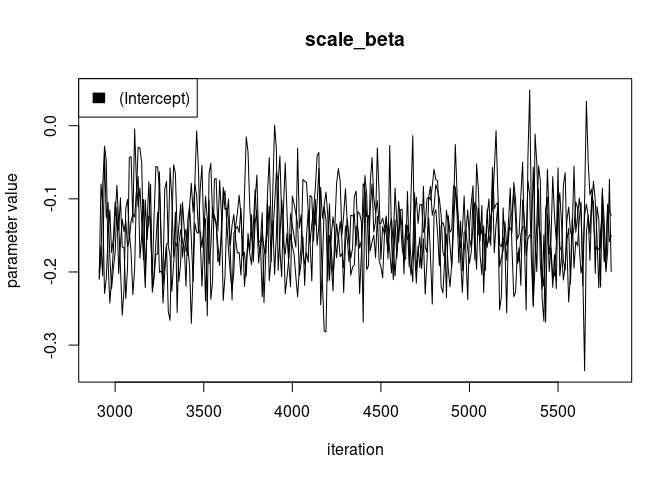 scale_beta
(Intercept)
0.0
-0.1
-0.2
-0.3
parameter value
3000 3500 4000 4500 5000 5500
iteration